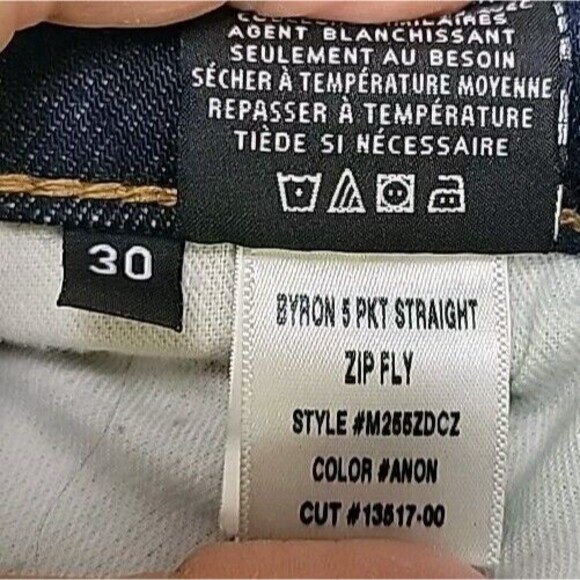 AGENT BLANCHISSANT
SEULEMENT AU BESOIN
SÉCHER À TEMPÉRATURE MOYENNE
REPASSER À TEMPÉRATURE
TIÈDE SI NÉCESSAIRE
30
BYRON 5 PKT STRAIGHT
ZIP FLY
STYLE #M255ZDCZ
COLOR #ANON
CUT #13517-00